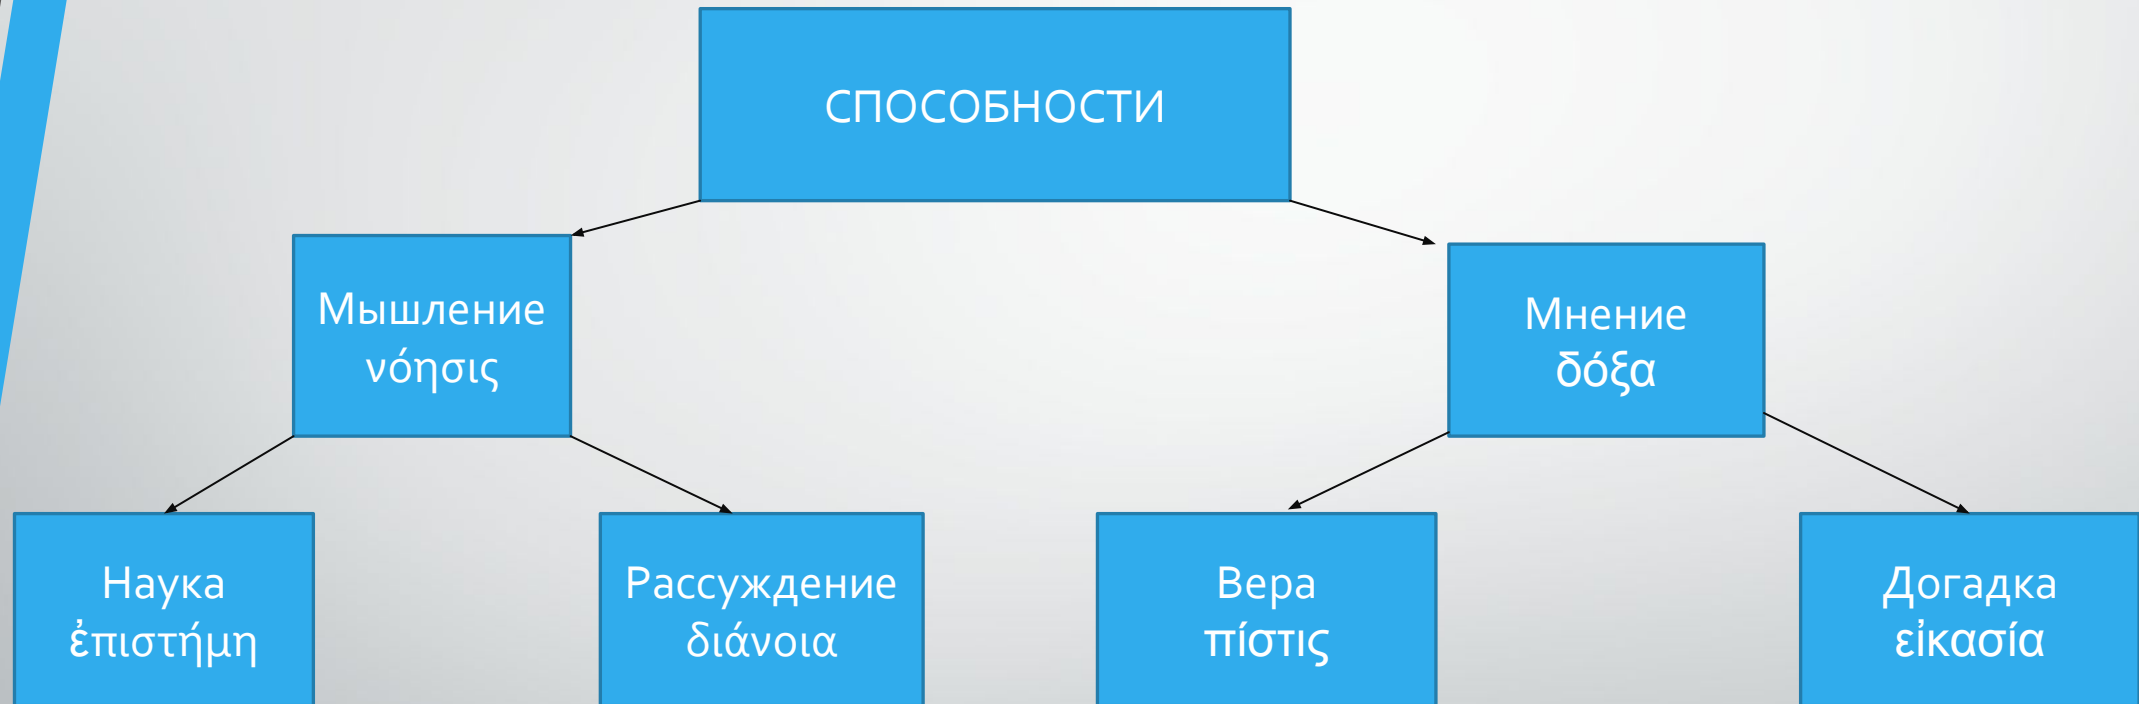 СПОСОБНОСТИ
Мышление
νόησις
Мнение
δόξα
Наука
ἐπιστήμη
Рассуждение
διάνοια
Вера
πίστις
Догадка
εἰκασία